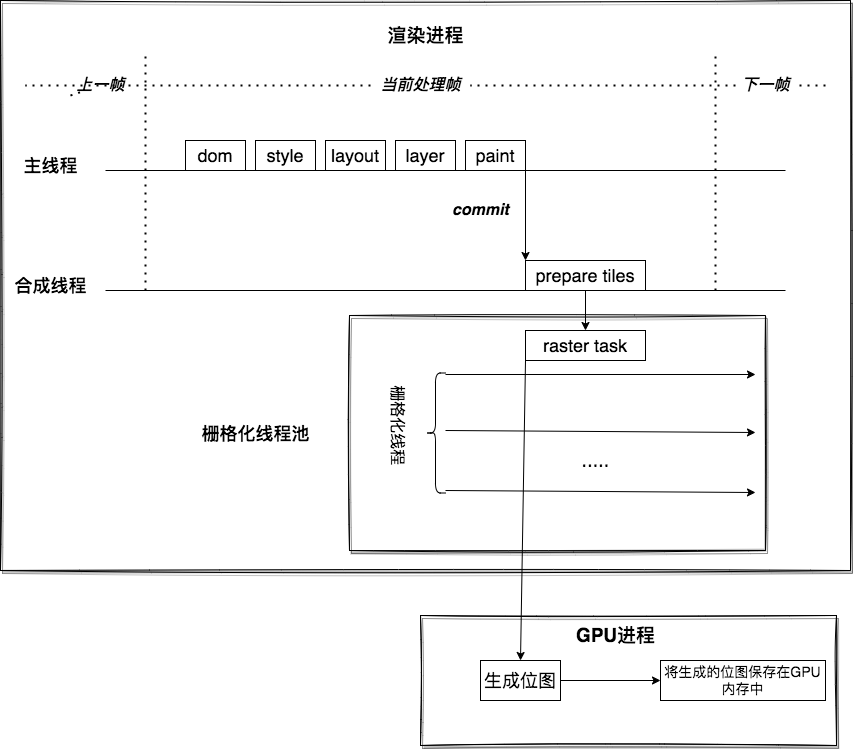 渲染进程
上一帧
当前处理帧
下一帧
主线程
dom
style
layout
layer
paint
commit
合成线程
prepare tiles
raster task
栅格化线程池
栅格化线程
.....
GPU进程
生成位图
将生成的位图保存在GPU
内存中